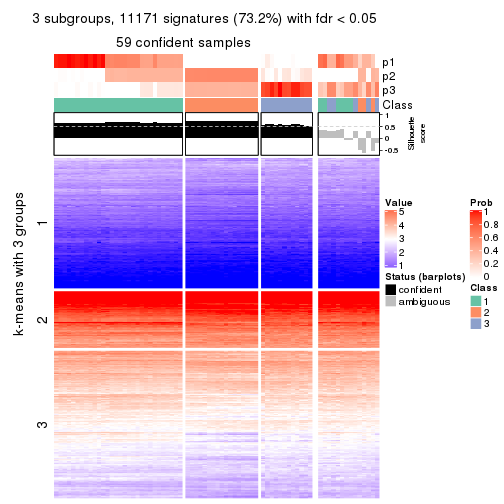 3 subgroups, 11171 signatures (73.2%) with fdr < 0.05
59 confident samples
p1
p2
p3
Class
1
0.5
0
-0.5
Silhouette
score
k-means with 3 groups
1
2
3
Value
5
4
3
2
1
Status (barplots)
confident
ambiguous
Prob
1
0.8
0.6
0.4
0.2
0
Class
1
2
3